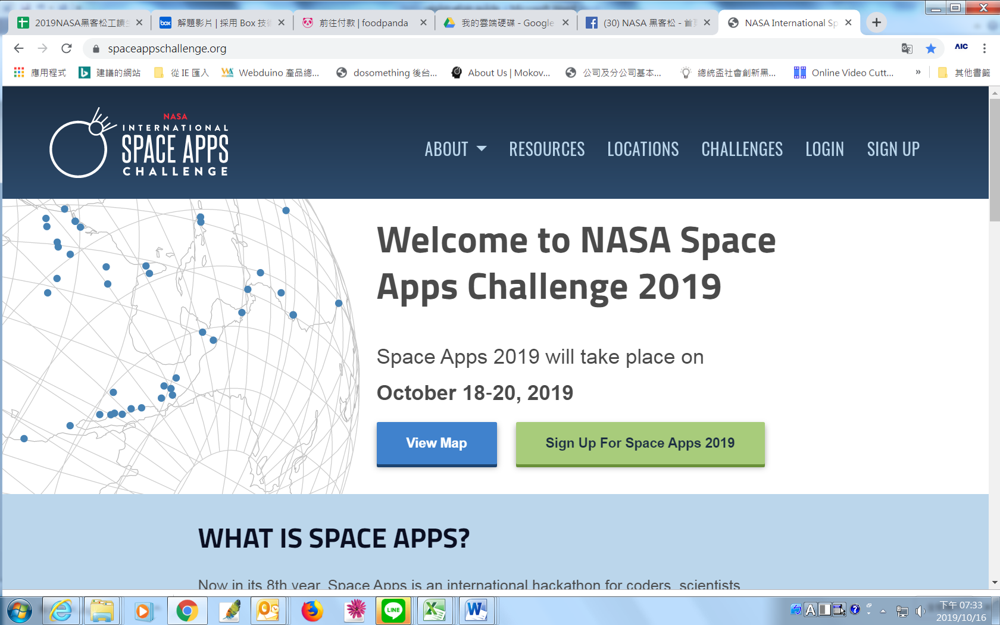 2019NASA黑客松工讀
解題影片 | 採用 Box 技術
前往付款 | foodpanda
我的雲端硬碟 - Google
(30) NASA 黑客松 - 首頁
NASA International Sp
spaceappschallenge.org
AIC
應用程式
建議的網站
從 IE 匯入
Webduino 產品總...
dosomething 後台...
About Us | Mokov...
公司及分公司基本...
總統盃社會創新黑...
Online Video Cutt...
»
其他書籤
NASA
INTERNATIONAL
SPACE APPS
CHALLENGE
ABOUT
RESOURCES
LOCATIONS
CHALLENGES
LOGIN
SIGN UP
Welcome to NASA Space
Apps Challenge 2019
Space Apps 2019 will take place on
October 18-20, 2019
View Map
Sign Up For Space Apps 2019
WHAT IS SPACE APPS?
Now in its 8th year, Space Apps is an international hackathon for coders, scientists,
LINE
下午 07:33
2019/10/16